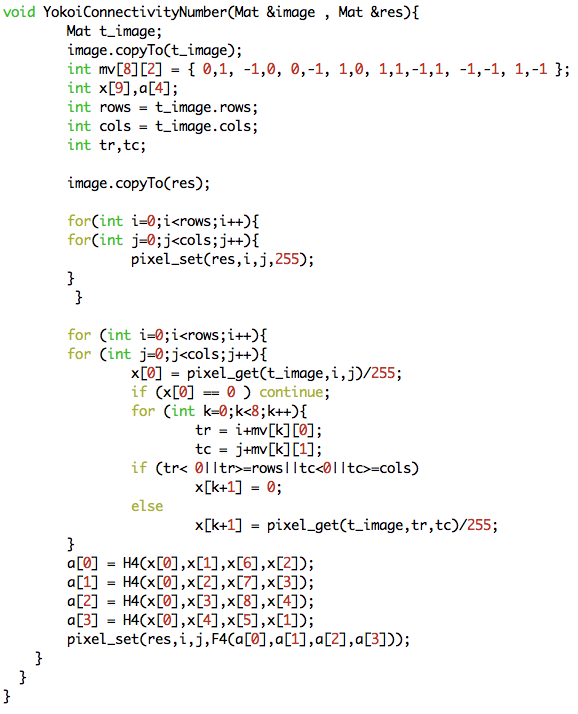 void YokoiConnectivityNumber(Mat &image , Mat &res){
        Mat t_image;
        image.copyTo(t_image);
        int mv[8][2] = { 0,1, -1,0, 0,-1, 1,0, 1,1,-1,1, -1,-1, 1,-1 };
        int x[9],a[4];
        int rows = t_image.rows;
        int cols = t_image.cols;
        int tr,tc;

        image.copyTo(res);

        for(int i=0;i<rows;i++){
        for(int j=0;j<cols;j++){
                pixel_set(res,i,j,255);
        }
         }

        for (int i=0;i<rows;i++){
        for (int j=0;j<cols;j++){
                x[0] = pixel_get(t_image,i,j)/255;
                if (x[0] == 0 ) continue;
                for (int k=0;k<8;k++){
                        tr = i+mv[k][0];
                        tc = j+mv[k][1];
                if (tr< 0||tr>=rows||tc<0||tc>=cols)
                        x[k+1] = 0;
                else
                        x[k+1] = pixel_get(t_image,tr,tc)/255;
        }
        a[0] = H4(x[0],x[1],x[6],x[2]);
        a[1] = H4(x[0],x[2],x[7],x[3]);
        a[2] = H4(x[0],x[3],x[8],x[4]);
        a[3] = H4(x[0],x[4],x[5],x[1]);
        pixel_set(res,i,j,F4(a[0],a[1],a[2],a[3]));
    }
  }
}